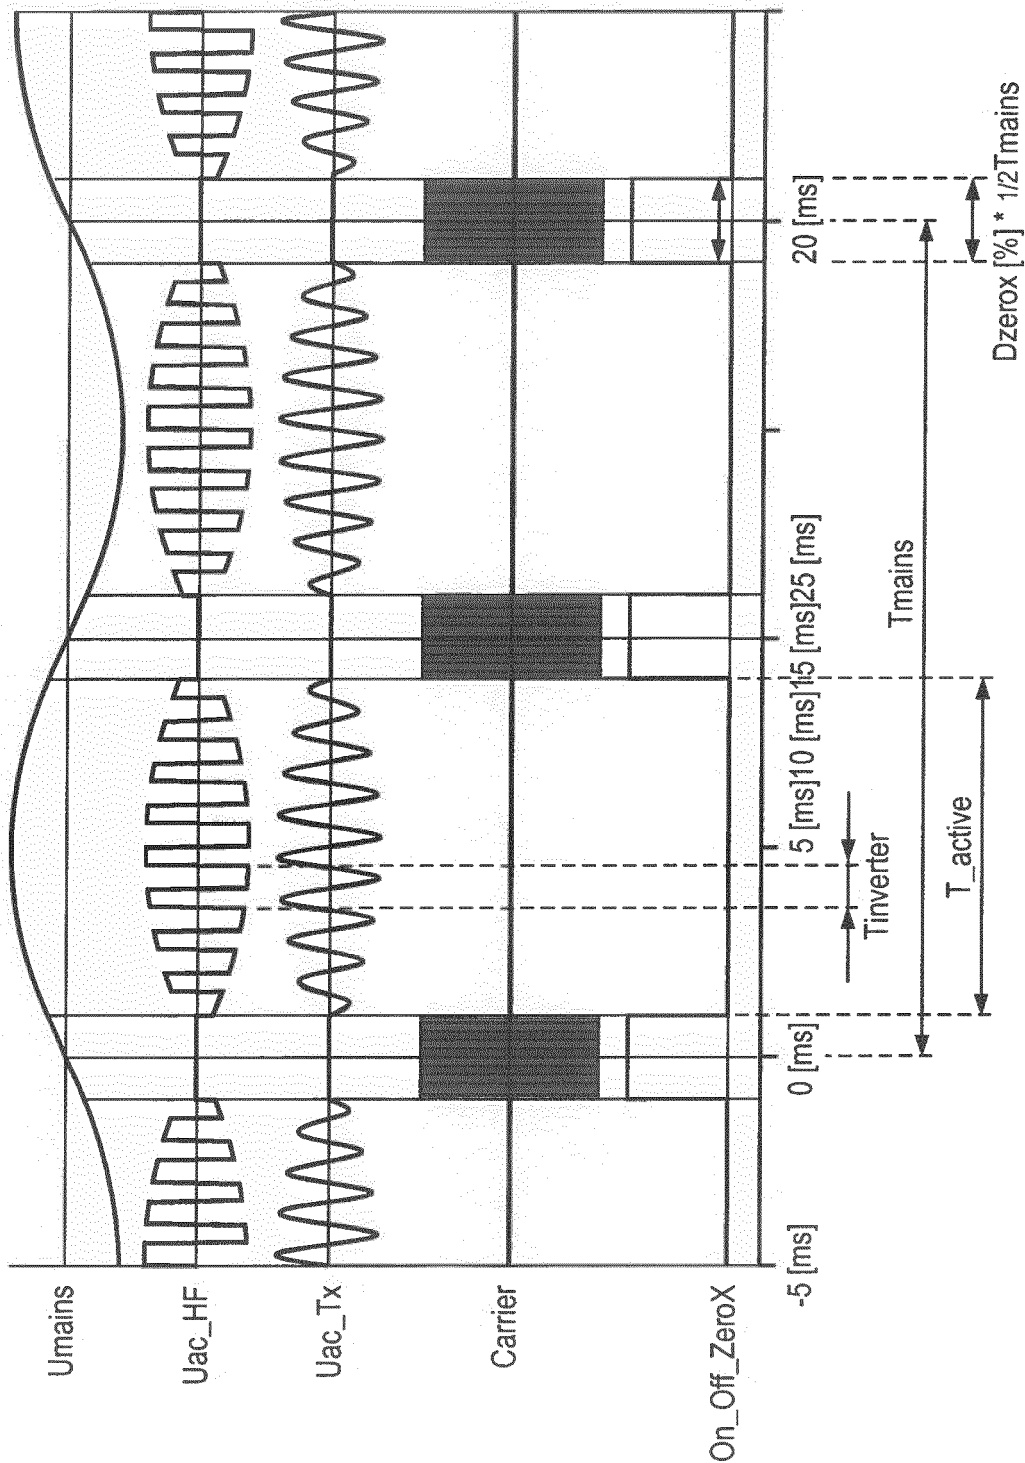 Umains
Uac_HF
Uac_Tx
Carrier
On_Off_ZeroX
-5 [ms]
0 [ms]
5 [ms]
10 [ms]
15 [ms]
25 [ms]
20 [ms]
Tinverter
T_active
Tmains
Dzerox [%] * 1/2Tmains